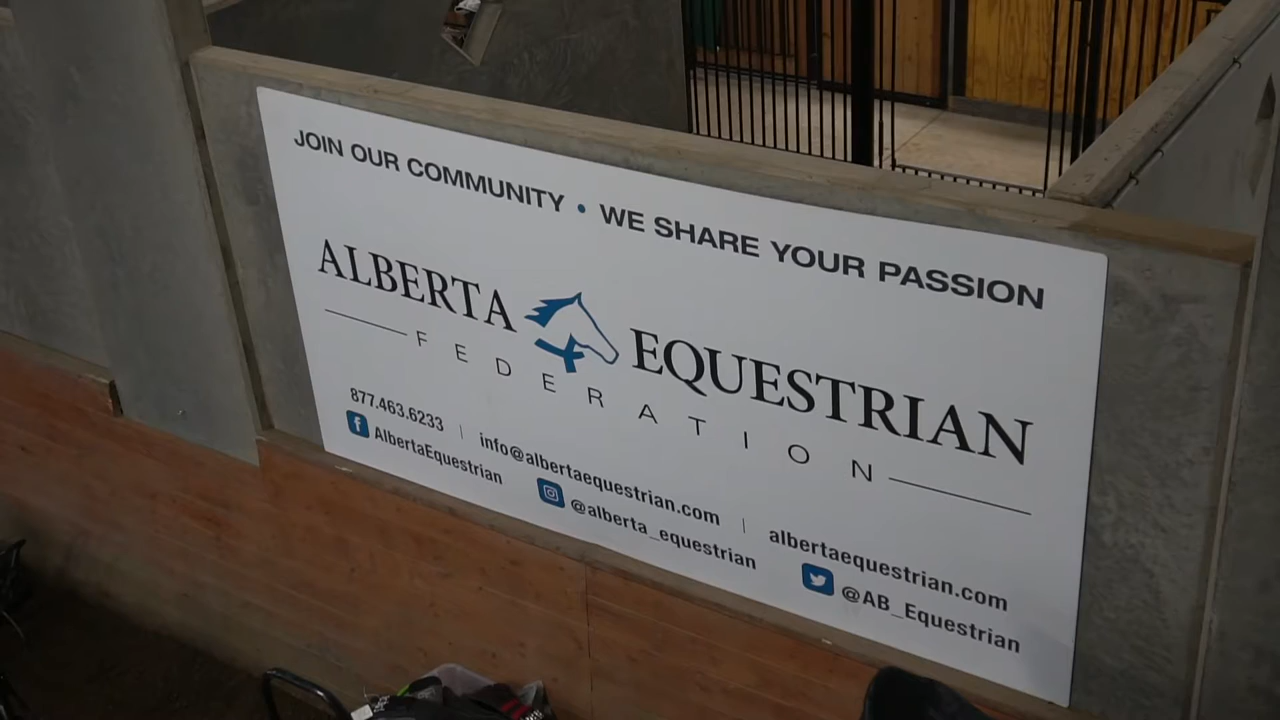 JOIN OUR COMMUNITY • WE SHARE YOUR PASSION
ALBERTA EQUESTRIAN
FEDERATION
877.463.6233 | info@albertaequestrian.com | albertaequestrian.com
AlbertaEquestrian @alberta_equestrian @AB_Equestrian